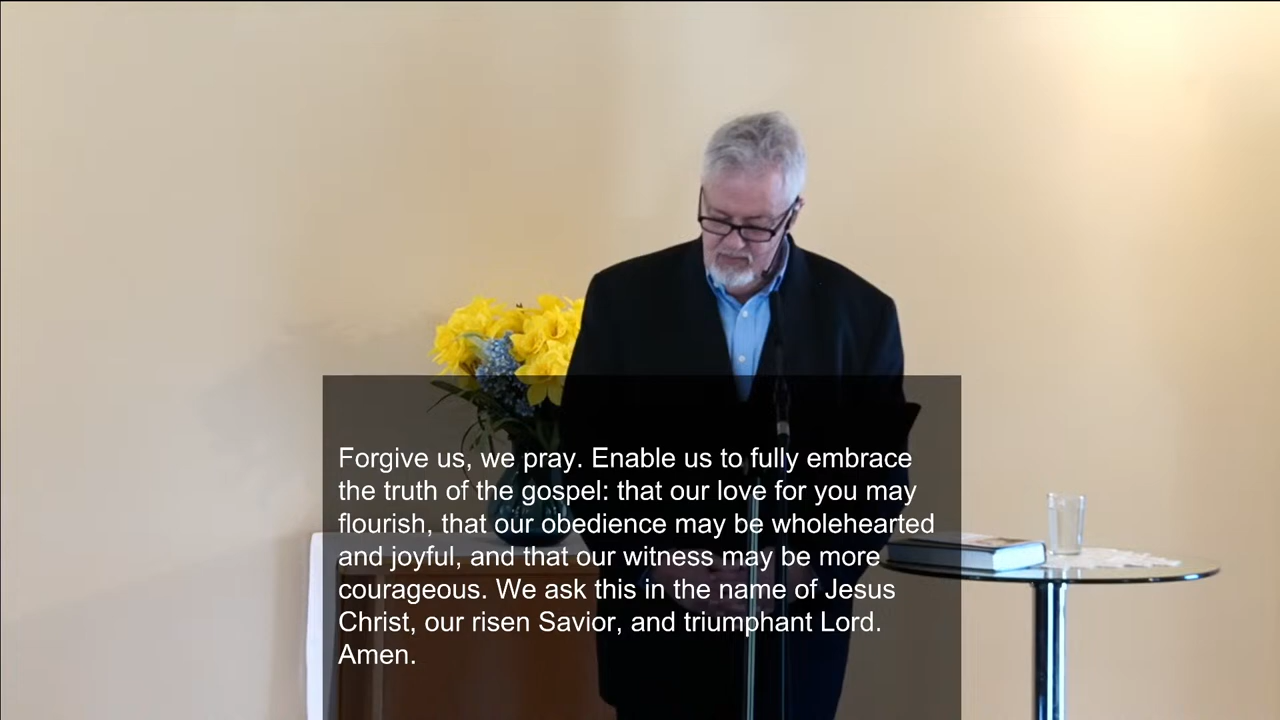 Forgive us, we pray. Enable us to fully embrace
the truth of the gospel: that our love for you may
flourish, that our obedience may be wholehearted
and joyful, and that our witness may be more
courageous. We ask this in the name of Jesus
Christ, our risen Savior, and triumphant Lord.
Amen.